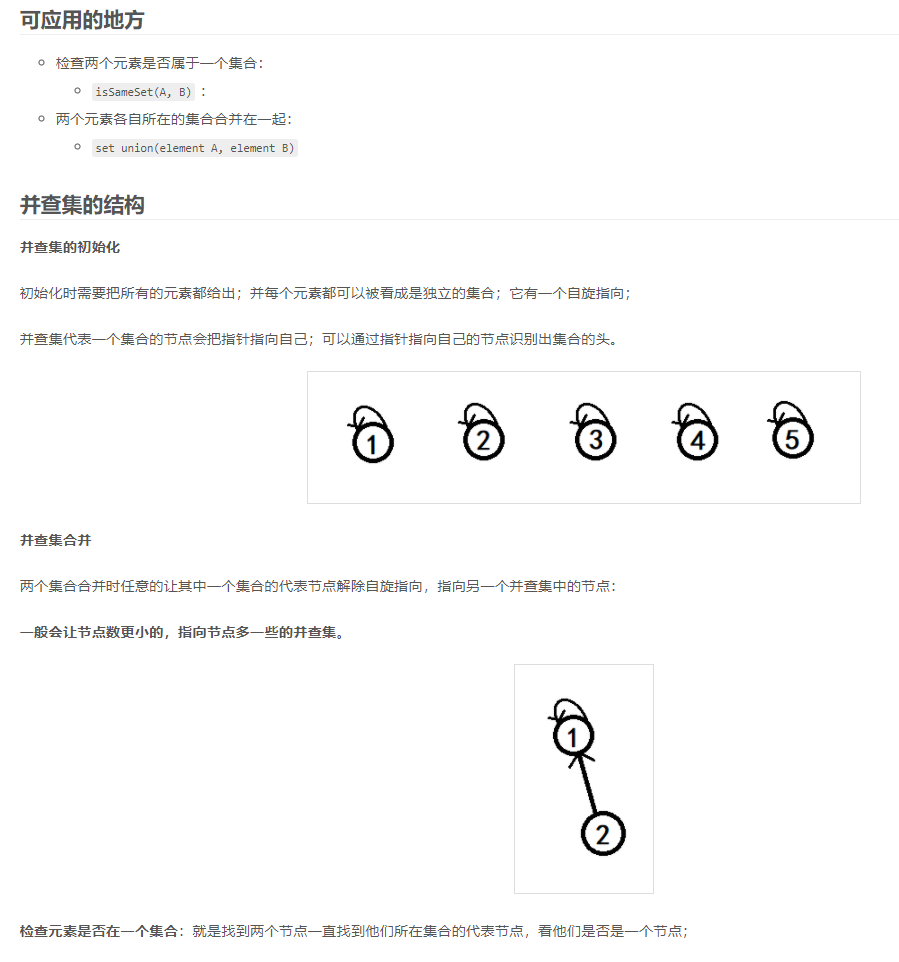 可应用的地方
检查两个元素是否属于一个集合：
isSameSet(A, B) ：
两个元素各自所在的集合合并在一起：
set union(element A, element B)
并查集的结构
并查集的初始化
初始化时需要把所有的元素都给出；并每个元素都可以被看成是独立的集合；它有一个自旋指向；
并查集代表一个集合的节点会把指针指向自己；可以通过指针指向自己的节点识别出集合的头。
1 2 3 4 5
并查集合并
两个集合合并时任意的让其中一个集合的代表节点解除自旋指向，指向另一个并查集中的节点：
一般会让节点数更小的，指向节点多一些的并查集。
1
2
检查元素是否在一个集合：就是找到两个节点一直找到他们所在集合的代表节点，看他们是否是一个节点；